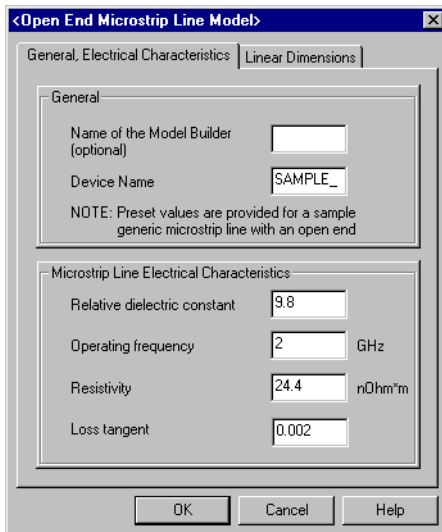 <Open End Microstrip Line Model>
General, Electrical Characteristics
Linear Dimensions
General
Name of the Model Builder
(optional)
Device Name
SAMPLE_
NOTE: Preset values are provided for a sample
generic microstrip line with an open end
Microstrip Line Electrical Characteristics
Relative dielectric constant 9.8
Operating frequency 2 GHz
Resistivity 24.4 nOhm*m
Loss tangent 0.002
OK Cancel Help